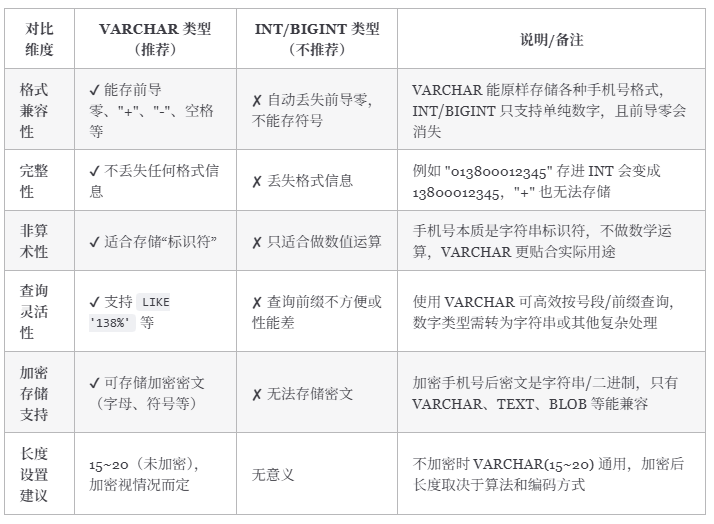 对比
维度
VARCHAR 类型
（推荐）
INT/BIGINT 类型
（不推荐）
说明/备注
格式
兼容
性
✓ 能存前导
零、"+"、"-"、空格
等
✗ 自动丢失前导零，
不能存符号
VARCHAR 能原样存储各种手机号格式，
INT/BIGINT 只支持单纯数字，且前导零会
消失
完整
性
✓ 不丢失任何格式信
息
✗ 丢失格式信息
例如 "013800012345" 存进 INT 会变成
13800012345，"+" 也无法存储
非算
术性
✓ 适合存储“标识符”
✗ 只适合做数值运算
手机号本质是字符串标识符，不做数学运
算，VARCHAR 更贴合实际用途
查询
灵活
性
✓ 支持 LIKE
'138%' 等
✗ 查询前缀不方便或
性能差
使用 VARCHAR 可高效按号段/前缀查询，
数字类型需转为字符串或其他复杂处理
加密
存储
支持
✓ 可存储加密密文
（字母、符号等）
✗ 无法存储密文
加密手机号后密文是字符串/二进制，只有
VARCHAR、TEXT、BLOB 等能兼容
长度
设置
建议
15~20（未加密），
加密视情况而定
无意义
不加密时 VARCHAR(15~20) 通用，加密后
长度取决于算法和编码方式